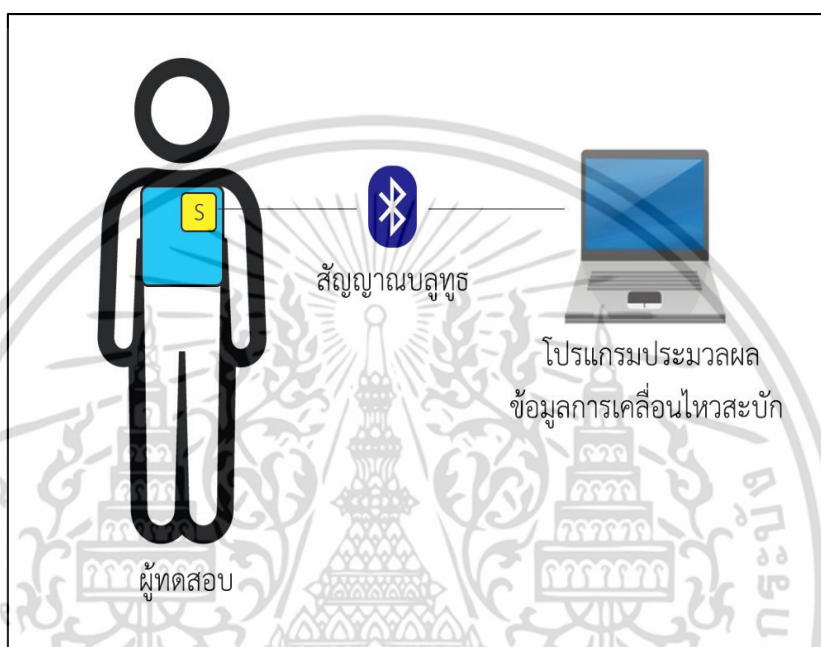 S
สัญญาณบลูทูธ
โปรแกรมประมวลผล
ข้อมูลการเคลื่อนไหวสะบัก
ผู้ทดสอบ